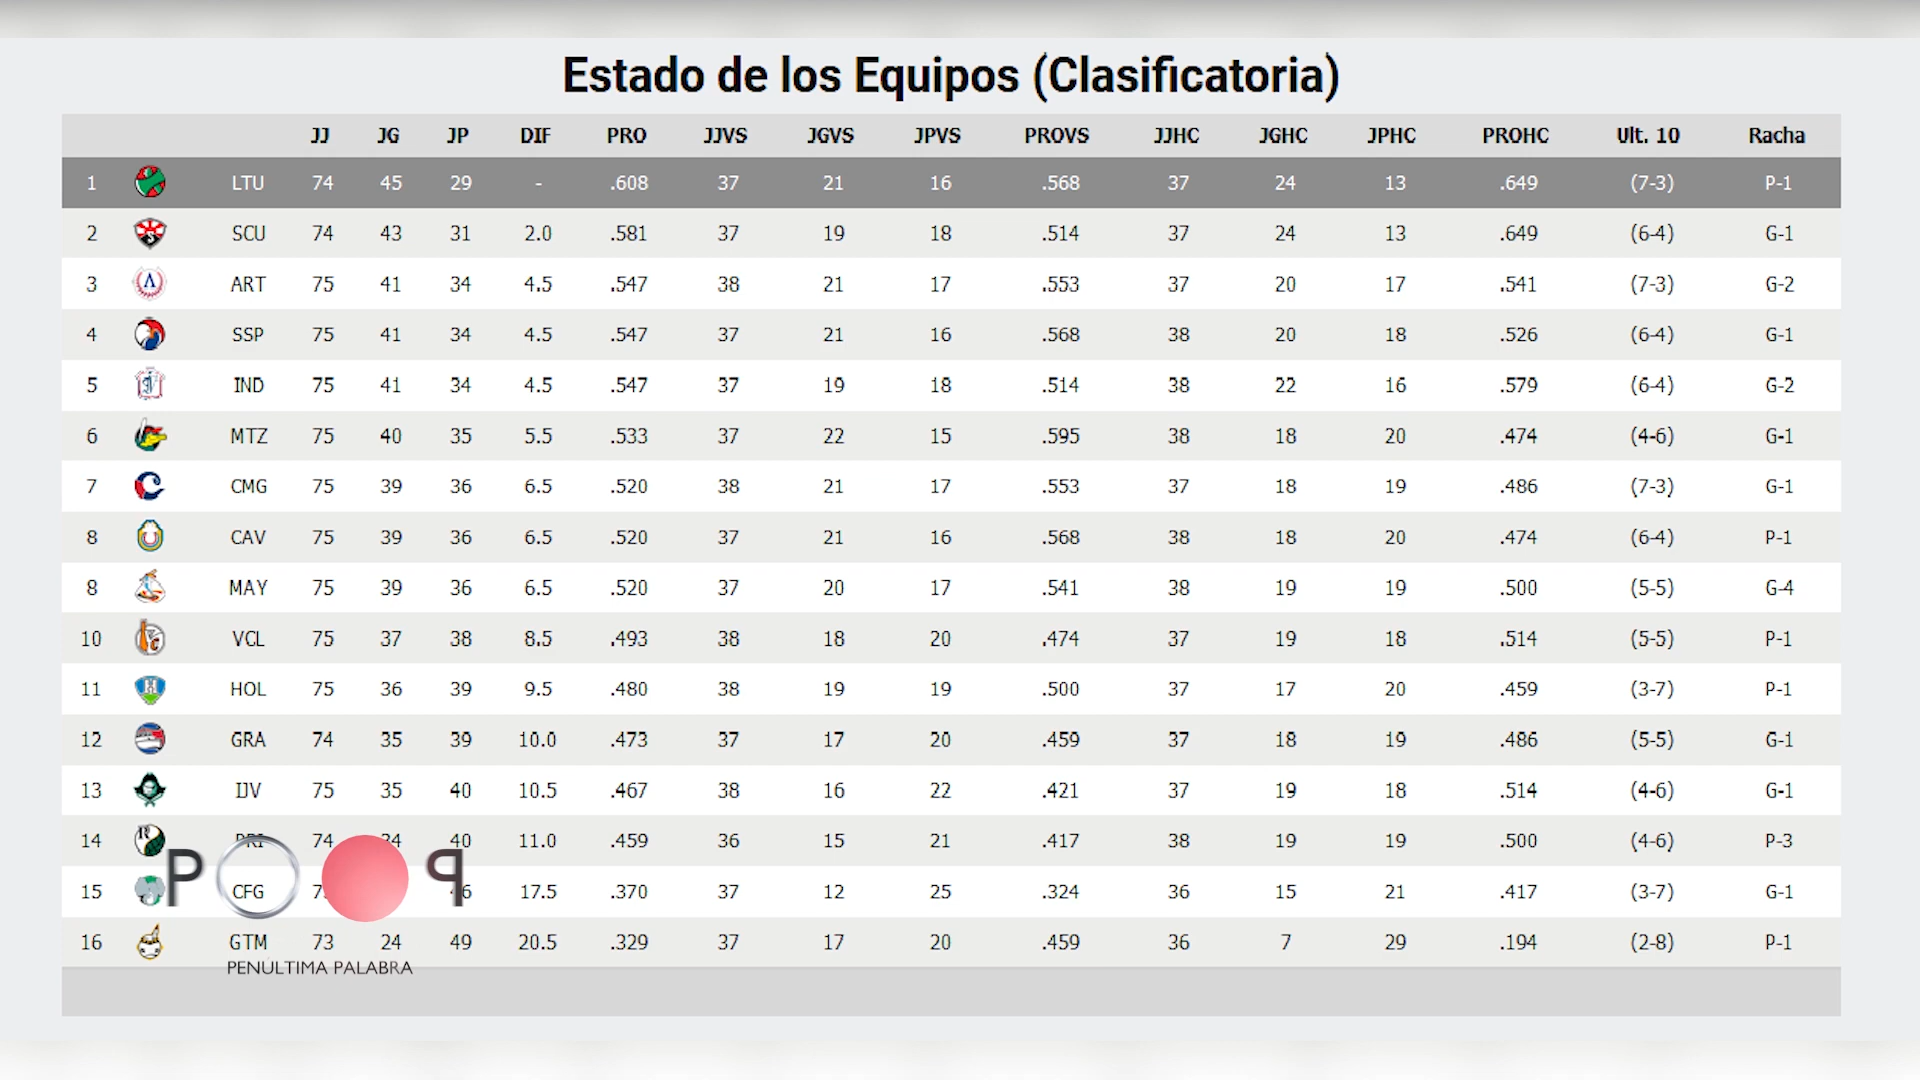 Estado de los Equipos (Clasificatoria)
JJ JG JP DIF PRO JJVS JGVS JPVS PROVS JJHC JGHC JPHC PROHC Ult. 10 Racha
1 LTU 74 45 29 - .608 37 21 16 .568 37 24 13 .649 (7-3) P-1
2 SCU 74 43 31 2.0 .581 37 19 18 .514 37 24 13 .649 (6-4) G-1
3 ART 75 41 34 4.5 .547 38 21 17 .553 37 20 17 .541 (7-3) G-2
4 SSP 75 41 34 4.5 .547 37 21 16 .568 38 20 18 .526 (6-4) G-1
5 IND 75 41 34 4.5 .547 37 19 18 .514 38 22 16 .579 (6-4) G-2
6 MTZ 75 40 35 5.5 .533 37 22 15 .595 38 18 20 .474 (4-6) G-1
7 CMG 75 39 36 6.5 .520 38 21 17 .553 37 18 19 .486 (7-3) G-1
8 CAV 75 39 36 6.5 .520 37 21 16 .568 38 18 20 .474 (6-4) P-1
8 MAY 75 39 36 6.5 .520 37 20 17 .541 38 19 19 .500 (5-5) G-4
10 VCL 75 37 38 8.5 .493 38 18 20 .474 37 19 18 .514 (5-5) P-1
11 HOL 75 36 39 9.5 .480 38 19 19 .500 37 17 20 .459 (3-7) P-1
12 GRA 74 35 39 10.0 .473 37 17 20 .459 37 18 19 .486 (5-5) G-1
13 IJV 75 35 40 10.5 .467 38 16 22 .421 37 19 18 .514 (4-6) G-1
14 PRI 74 34 40 11.0 .459 36 15 21 .417 38 19 19 .500 (4-6) P-3
15 CFG 17.5 .370 37 12 25 .324 36 15 21 .417 (3-7) G-1
16 GTM 73 24 49 20.5 .329 37 17 20 .459 36 7 29 .194 (2-8) P-1
PENÚLTIMA PALABRA